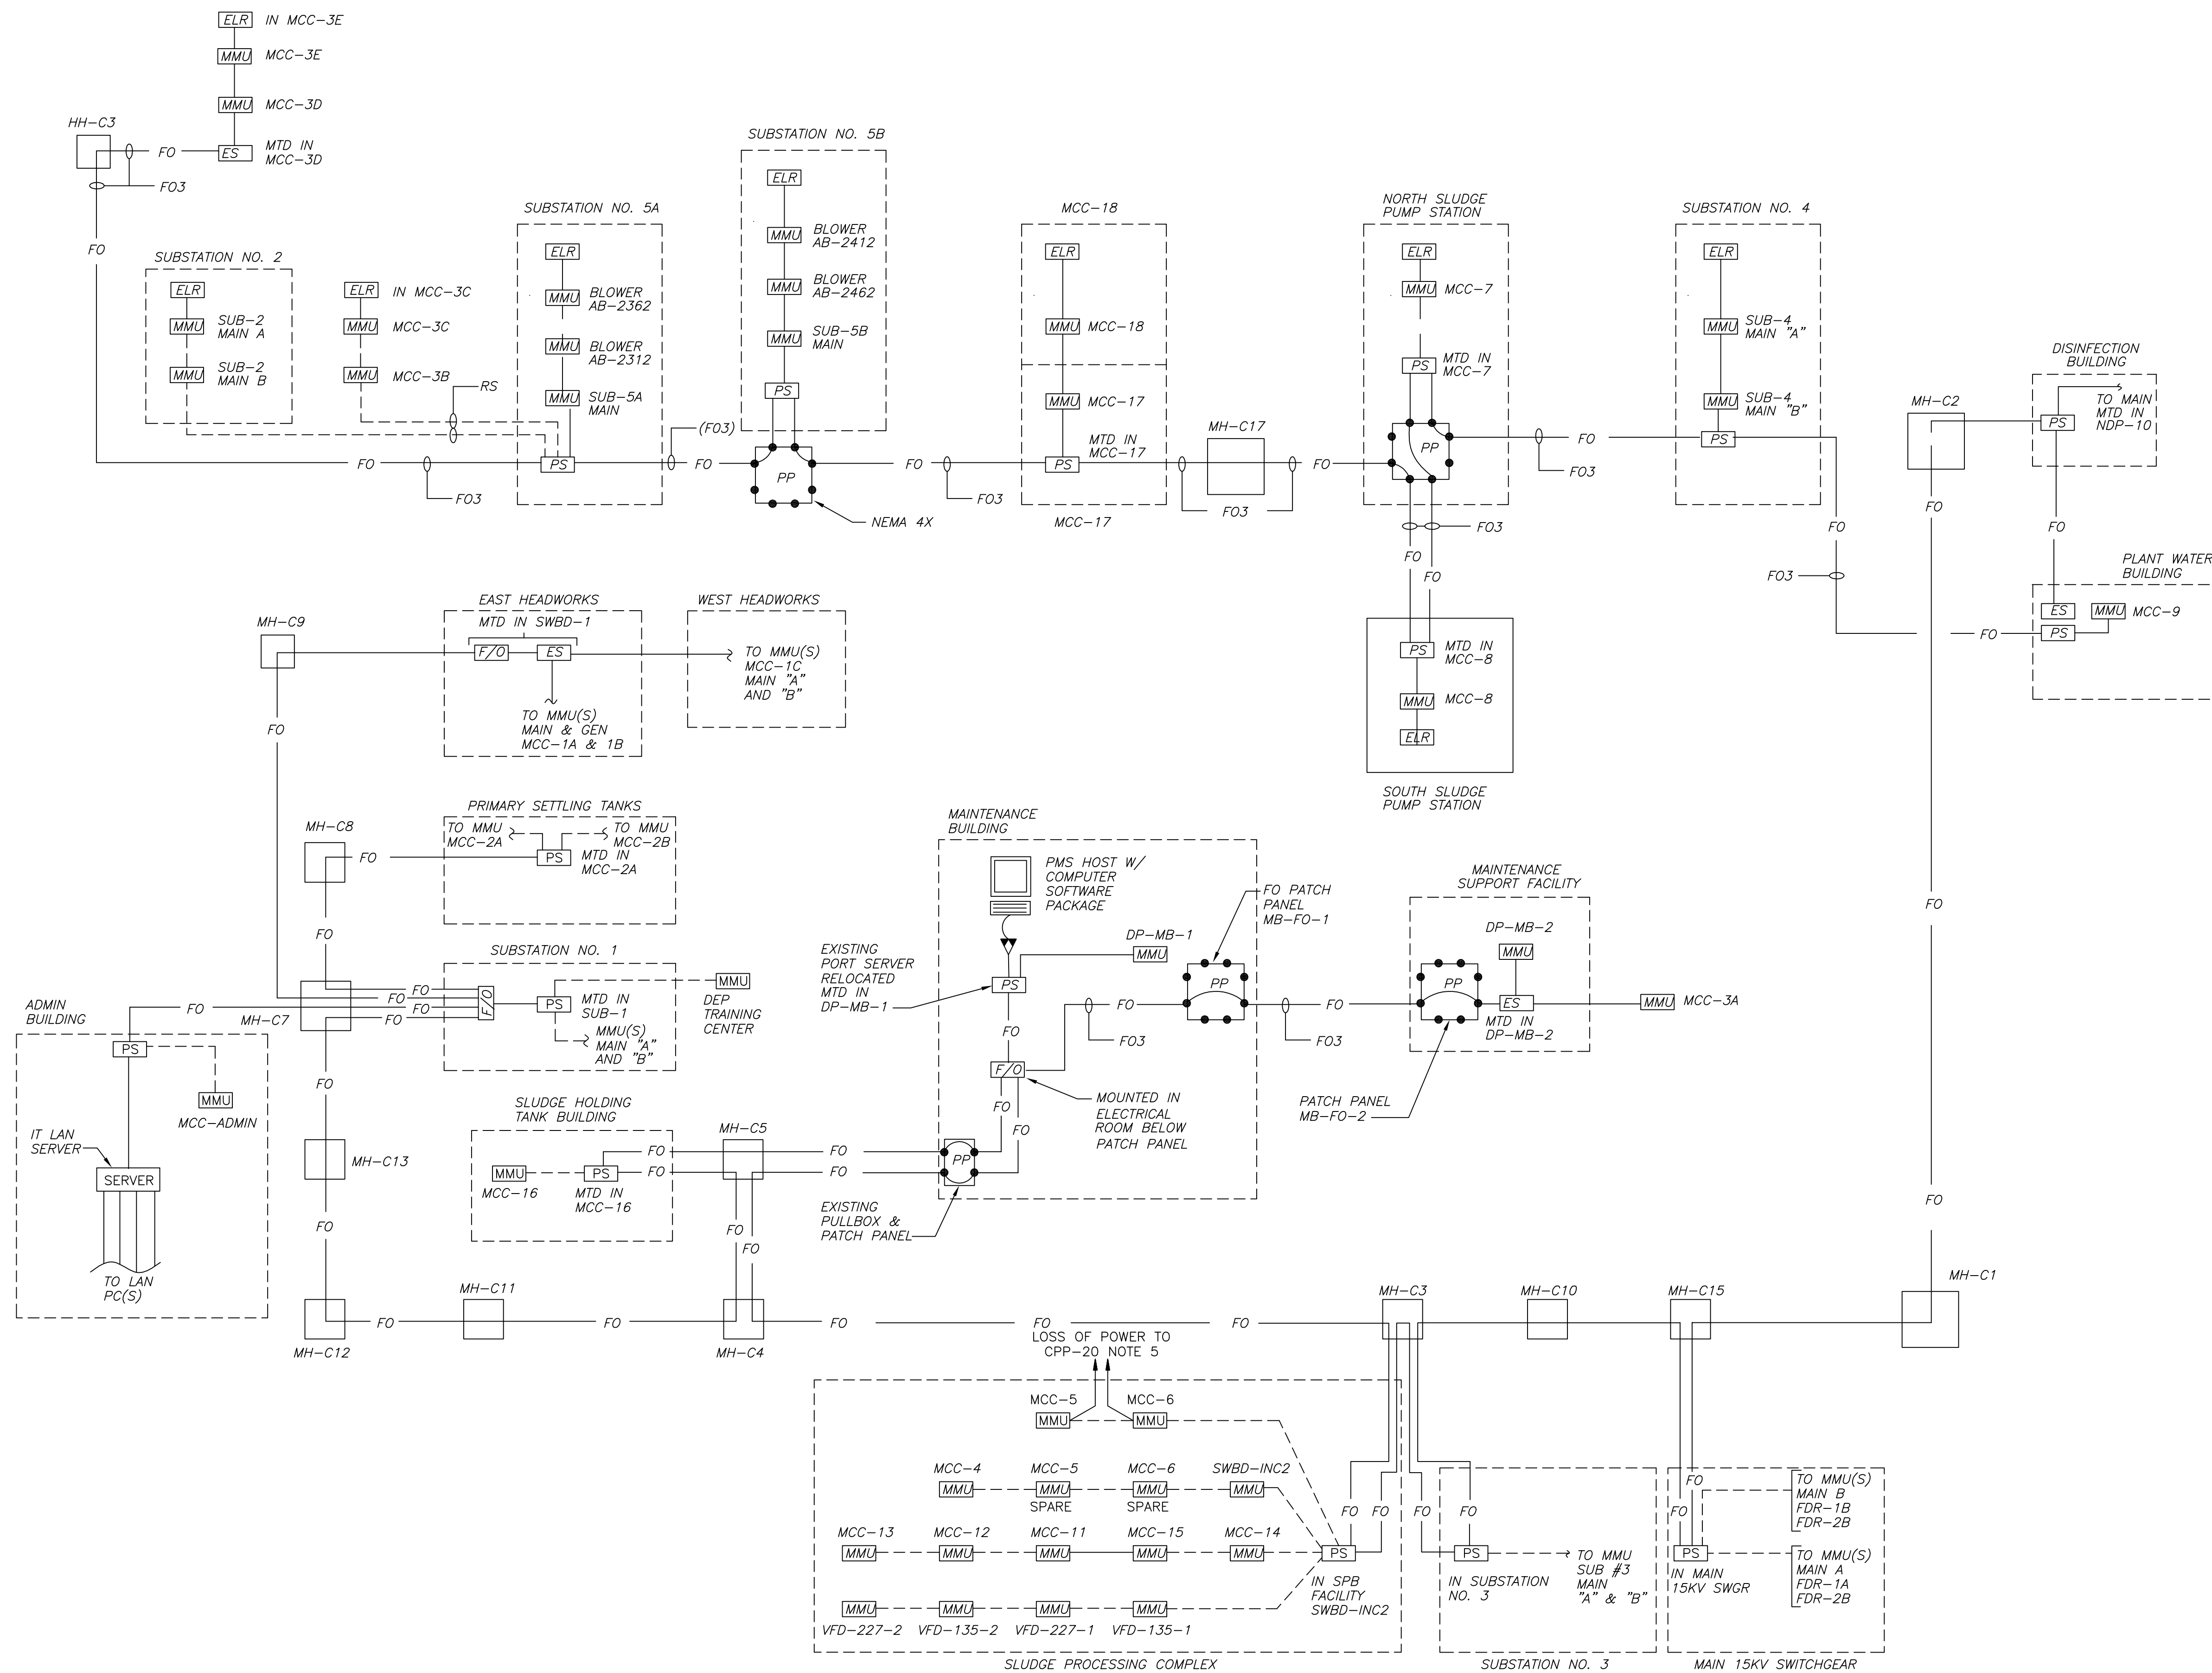 ELR IN MCC-3E
MMU MCC-3E
MMU MCC-3D
HH-C3
FO
ES MTD IN
MCC-3D
FO3
FO
SUBSTATION NO. 2
ELR
MMU SUB-2
MAIN A
MMU SUB-2
MAIN B
ELR IN MCC-3C
MMU MCC-3C
MMU MCC-3B
RS
FO
FO3
SUBSTATION NO. 5A
ELR
MMU BLOWER
AB-2362
MMU BLOWER
AB-2312
MMU SUB-5A
MAIN
PS
(FO3)
FO
SUBSTATION NO. 5B
ELR
MMU BLOWER
AB-2412
MMU BLOWER
AB-2462
MMU SUB-5B
MAIN
PS
PP
NEMA 4X
FO
FO3
MCC-18
ELR
MMU MCC-18
MMU MCC-17
MTD IN
MCC-17
PS
MCC-17
MH-C17
FO
FO3
NORTH SLUDGE
PUMP STATION
ELR
MMU MCC-7
PS MTD IN
MCC-7
PP
FO3
FO
FO
FO
FO3
SUBSTATION NO. 4
ELR
MMU SUB-4
MAIN "A"
MMU SUB-4
MAIN "B"
PS
FO
FO3
MH-C2
FO
DISINFECTION
BUILDING
PS
TO MAIN
MTD IN
NDP-10
FO
PLANT WATER
BUILDING
ES MMU MCC-9
FO
PS
PS MTD IN
MCC-8
MMU MCC-8
ELR
SOUTH SLUDGE
PUMP STATION
MH-C9
FO
EAST HEADWORKS
MTD IN SWBD-1
F/O ES
TO MMU(S)
MAIN & GEN
MCC-1A & 1B
WEST HEADWORKS
TO MMU(S)
MCC-1C
MAIN "A"
AND "B"
MH-C8
FO
FO
PRIMARY SETTLING TANKS
TO MMU
MCC-2A
TO MMU
MCC-2B
PS MTD IN
MCC-2A
SUBSTATION NO. 1
FO
FO
FO
FO
F/O
PS MTD IN
SUB-1
MMU(S)
MAIN "A"
AND "B"
MMU
DEP
TRAINING
CENTER
MH-C7
FO
ADMIN
BUILDING
PS
MMU
MCC-ADMIN
IT LAN
SERVER
SERVER
TO LAN
PC(S)
FO
MH-C13
FO
MH-C12
FO
MH-C11
FO
SLUDGE HOLDING
TANK BUILDING
MMU PS
MCC-16
MTD IN
MCC-16
FO
FO
MH-C5
FO
FO
FO
FO
MH-C4
MAINTENANCE
BUILDING
PMS HOST W/
COMPUTER
SOFTWARE
PACKAGE
EXISTING
PORT SERVER
RELOCATED
MTD IN
DP-MB-1
DP-MB-1
MMU
PS
FO
F/O
FO
FO
FO
FO3
PP
FO PATCH
PANEL
MB-FO-1
MOUNTED IN
ELECTRICAL
ROOM BELOW
PATCH PANEL
PP
EXISTING
PULLBOX &
PATCH PANEL
FO
FO3
MAINTENANCE
SUPPORT FACILITY
DP-MB-2
MMU
PP
ES
MTD IN
DP-MB-2
MMU MCC-3A
PATCH PANEL
MB-FO-2
FO
FO
MH-C1
FO
FO
FO
LOSS OF POWER TO
CPP-20 NOTE 5
MH-C3
MH-C10
MH-C15
MCC-5 MCC-6
MMU MMU
MCC-4 MCC-5 MCC-6 SWBD-INC2
MMU MMU MMU MMU
SPARE SPARE
MCC-13 MCC-12 MCC-11 MCC-15 MCC-14
MMU MMU MMU MMU MMU
PS
IN SPB
FACILITY
SWBD-INC2
MMU MMU MMU MMU
VFD-227-2 VFD-135-2 VFD-227-1 VFD-135-1
SLUDGE PROCESSING COMPLEX
FO FO FO FO
PS
IN SUBSTATION
NO. 3
TO MMU
SUB #3
MAIN
"A" & "B"
SUBSTATION NO. 3
FO
FO
PS
IN MAIN
15KV SWGR
TO MMU(S)
MAIN B
FDR-1B
FDR-2B
TO MMU(S)
MAIN A
FDR-1A
FDR-2B
MAIN 15KV SWITCHGEAR